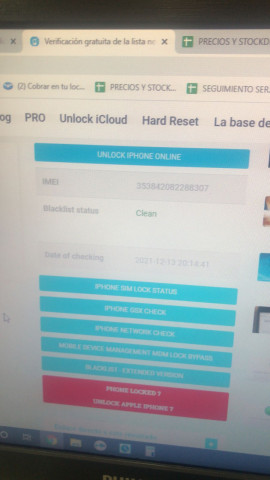 Verificación gratuita de la lista ne
PRECIOS Y STOCKD
(2) Cobrar en tu loc...
PRECIOS Y STOCK...
SEGUIMIENTO SER
og PRO Unlock iCloud Hard Reset La base de
UNLOCK IPHONE ONLINE
IMEI
353842082288307
Blacklist status
Clean
Date of checking
2021-12-13 20:14:41
IPHONE SIM LOCK STATUS
IPHONE GSX CHECK
IPHONE NETWORK CHECK
MOBILE DEVICE MANAGEMENT MDM LOCK BYPASS
BLACKLIST - EXTENDED VERSION
PHONE LOCKED ?
UNLOCK APPLE IPHONE ?